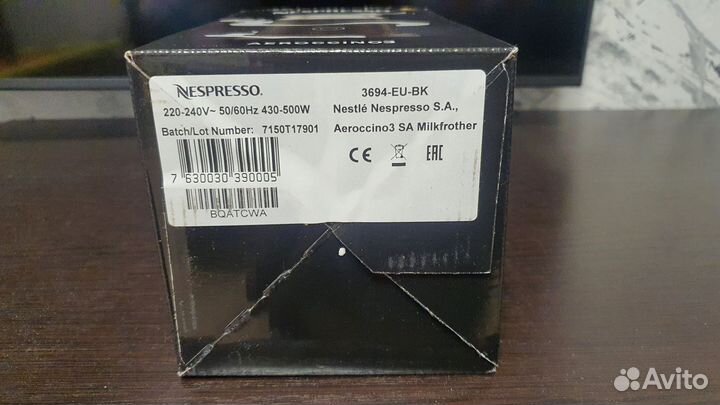 AEROCCINO3
NESPRESSO.
220-240V~ 50/60Hz 430-500W
Batch/Lot Number: 7150T17901
7 630030 390005
BQATCWA
3694-EU-BK
Nestlé Nespresso S.A.,
Aeroccino3 SA Milkfrother
CE EAC
Avito